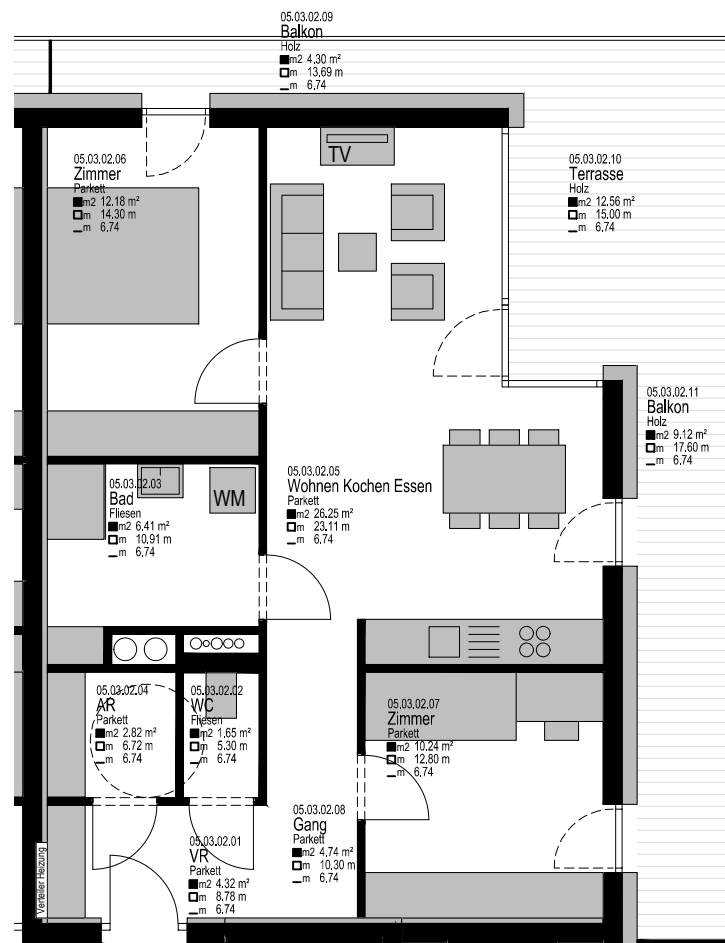 05.03.02.09
Balkon
Holz
m2 4.30 m²
m 13,69 m
m 6,74
TV
05.03.02.06
Zimmer
Parkett
m2 12.18 m²
m 14.30 m
m 6,74
05.03.02.10
Terrasse
Holz
m2 12.56 m²
m 15.00 m
m 6,74
05.03.02.11
Balkon
Holz
m2 9.12 m²
m 17.60 m
m 6,74
05.03.02.03
Bad
Fliesen
m2 6.41 m²
m 10,91 m
m 6,74
WM
05.03.02.05
Wohnen Kochen Essen
Parkett
m2 26.25 m²
m 23.11 m
m 6,74
05.03.02.04
AR
Parkett
m2 2.82 m²
m 6.72 m
m 6,74
05.03.02.02
WC
Fliesen
m2 1.65 m²
m 5.30 m
m 6.74
05.03.02.07
Zimmer
Parkett
m2 10.24 m²
m 12.80 m
m 6,74
05.03.02.08
Gang
Parkett
m2 4,74 m²
m 10,30 m
m 6,74
05.03.02.01
VR
Parkett
m2 4.32 m²
m 8.78 m
m 6.74
Verteiler Heizung